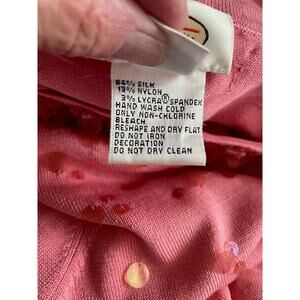 84% SILK
13% NYLON
3% LYCRA® SPANDEX
HAND WASH COLD
ONLY NON-CHLORINE
BLEACH
RESHAPE AND DRY FLAT
DO NOT IRON
DECORATION
DO NOT DRY CLEAN